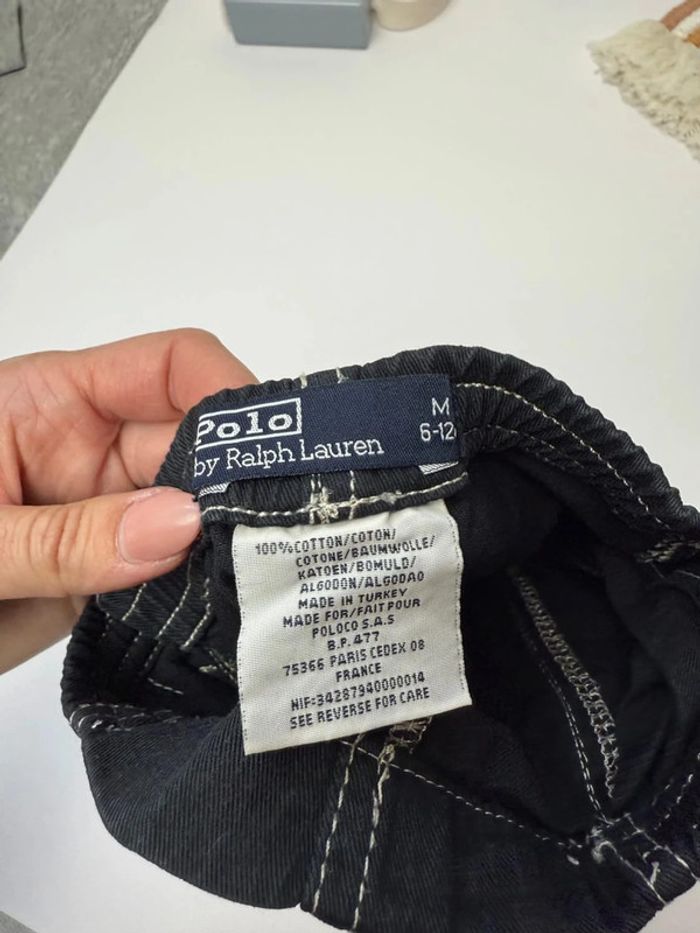 Polo
by Ralph Lauren
M
6-12
100%COTTON/COTON/
COTONE/BAUMWOLLE/
KATOEN/BOMULD/
ALGODON/ALGODAO
MADE IN TURKEY
MADE FOR/FAIT POUR
POLOCO S.A.S
B.P. 477
75366 PARIS CEDEX 08
FRANCE
NIF:34287940000014
SEE REVERSE FOR CARE